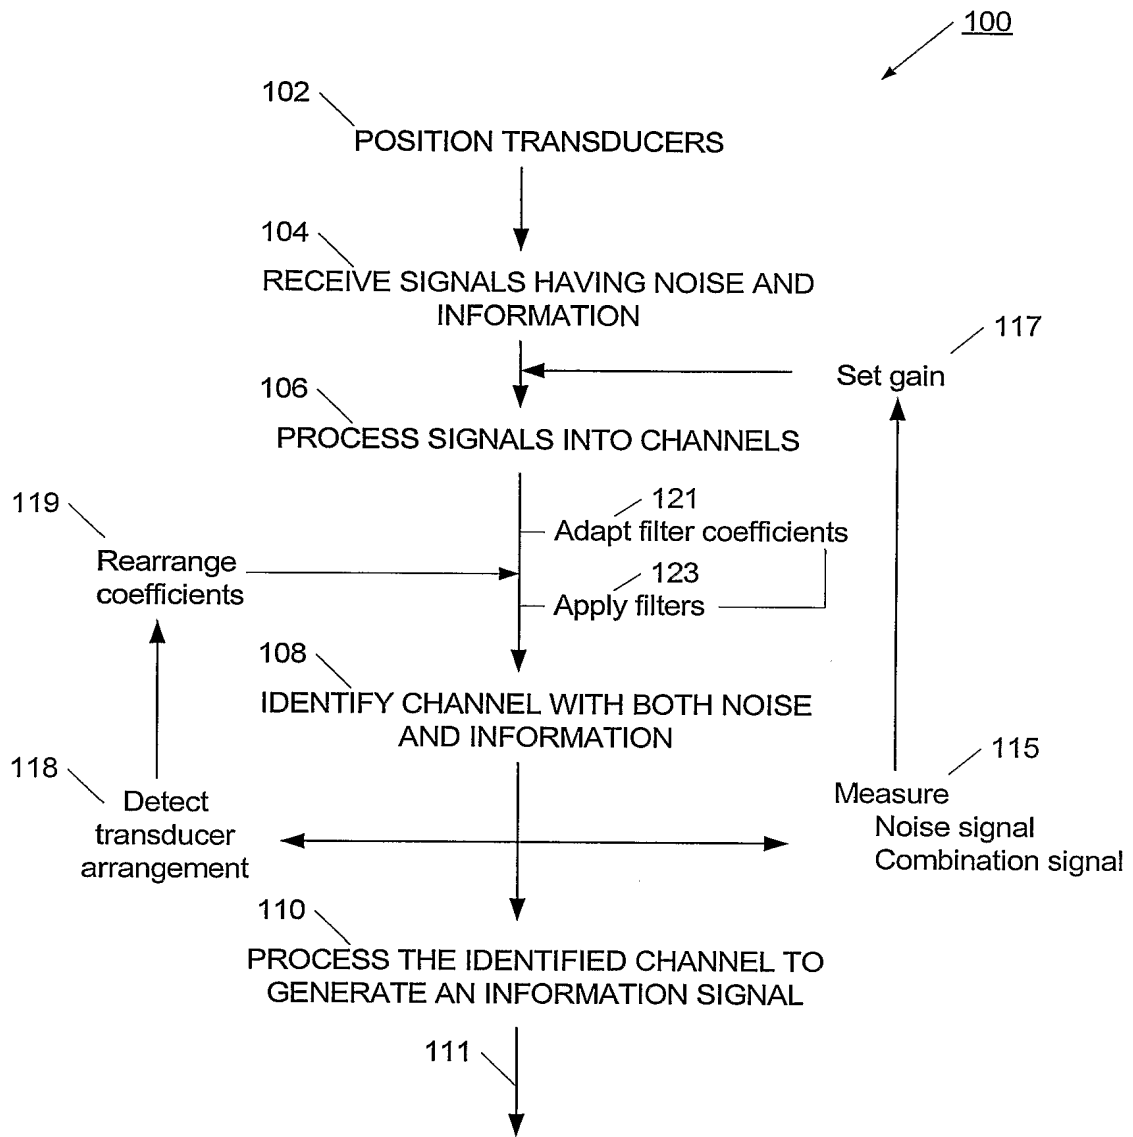 100
102
POSITION TRANSDUCERS
104
RECEIVE SIGNALS HAVING NOISE AND
INFORMATION
117
Set gain
106
PROCESS SIGNALS INTO CHANNELS
119
Rearrange
coefficients
121
Adapt filter coefficients
123
Apply filters
108
IDENTIFY CHANNEL WITH BOTH NOISE
AND INFORMATION
118
Detect
transducer
arrangement
115
Measure
Noise signal
Combination signal
110
PROCESS THE IDENTIFIED CHANNEL TO
GENERATE AN INFORMATION SIGNAL
111